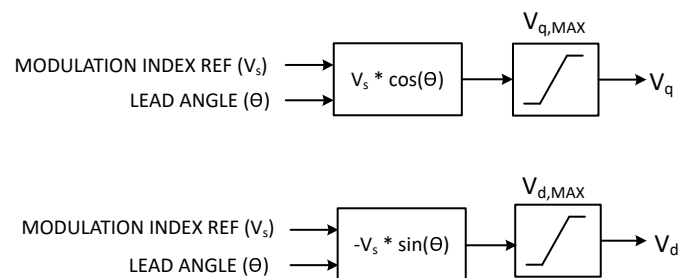 V_q,MAX
MODULATION INDEX REF (V_s)
LEAD ANGLE (Θ)
V_s * cos(Θ)
V_q
V_d,MAX
MODULATION INDEX REF (V_s)
LEAD ANGLE (Θ)
-V_s * sin(Θ)
V_d